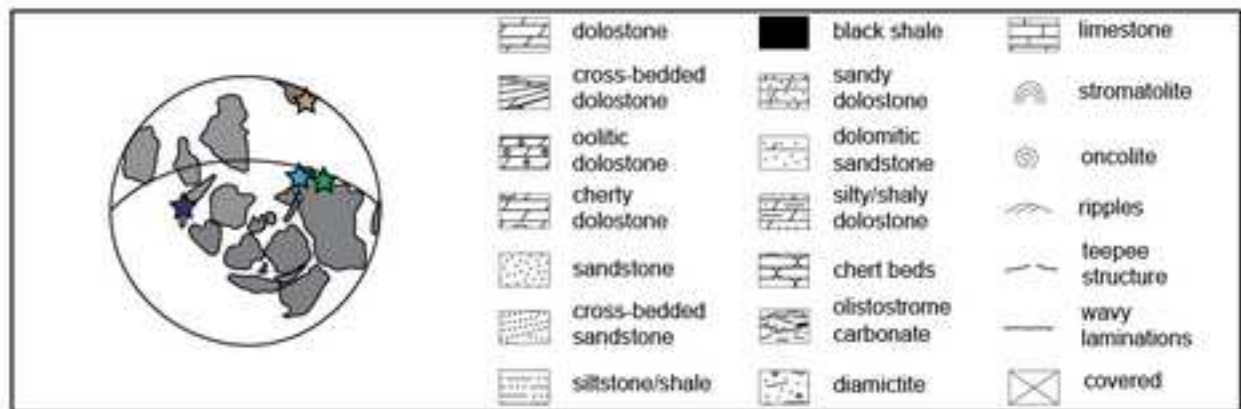 dolostone
cross-bedded
dolostone
oolitic
dolostone
cherty
dolostone
sandstone
cross-bedded
sandstone
siltstone/shale
black shale
sandy
dolostone
dolomitic
sandstone
silty/shaly
dolostone
chert beds
olistostrome
carbonate
diamictite
limestone
stromatolite
oncolite
ripples
teepee
structure
wavy
laminations
covered